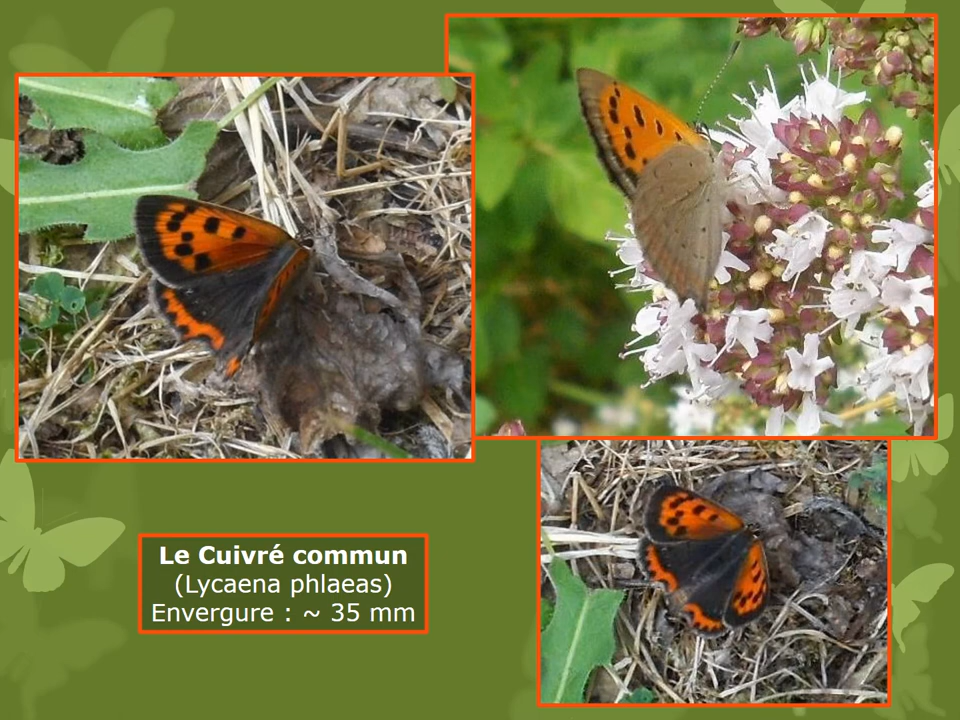 Le Cuivré commun
(Lycaena phlaeas)
Envergure : ~ 35 mm